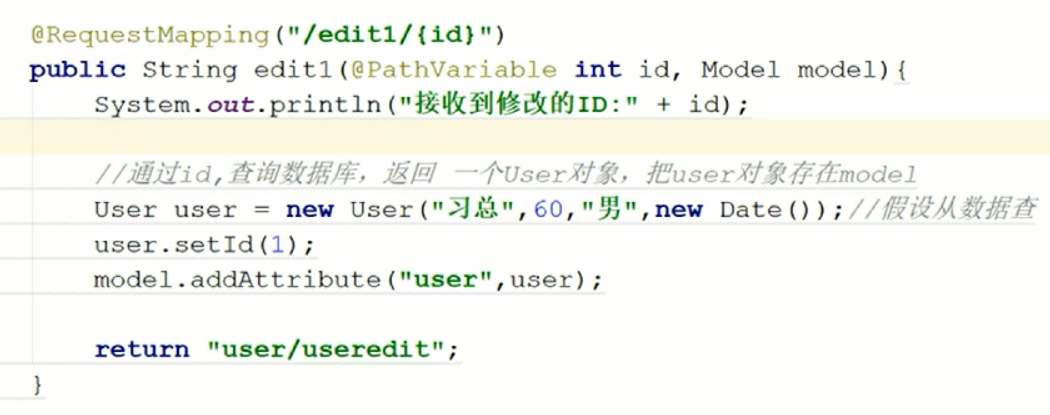 @RequestMapping("/edit1/{id}")
public String edit1(@PathVariable int id, Model model){
System.out.println("接收到修改的ID:" + id);
//通过id,查询数据库，返回 一个User对象，把user对象存在model
User user = new User("习总",60,"男",new Date());//假设从数据查
user.setId(1);
model.addAttribute("user",user);
return "user/useredit";
}